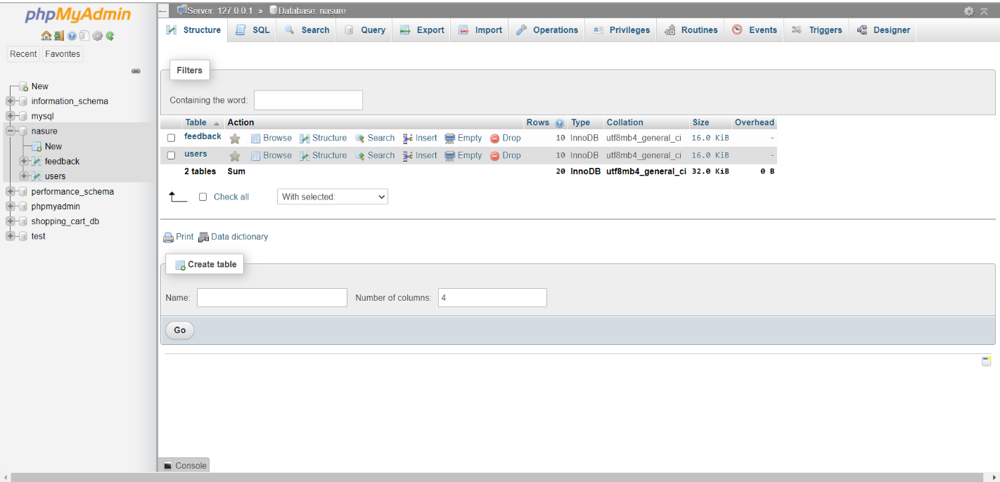 phpMyAdmin
Recent Favorites
New
information_schema
mysql
nasure
New
feedback
users
performance_schema
phpmyadmin
shopping_cart_db
test
Server: 127.0.0.1 » Database: nasure
Structure SQL Search Query Export Import Operations Privileges Routines Events Triggers Designer
Filters
Containing the word:
Table Action Rows Type Collation Size Overhead
feedback Browse Structure Search Insert Empty Drop 10 InnoDB utf8mb4_general_ci 16.0 KiB -
users Browse Structure Search Insert Empty Drop 10 InnoDB utf8mb4_general_ci 16.0 KiB -
2 tables Sum 20 InnoDB utf8mb4_general_ci 32.0 KiB 0 B
Check all With selected:
Print Data dictionary
Create table
Name: Number of columns: 4
Go
Console